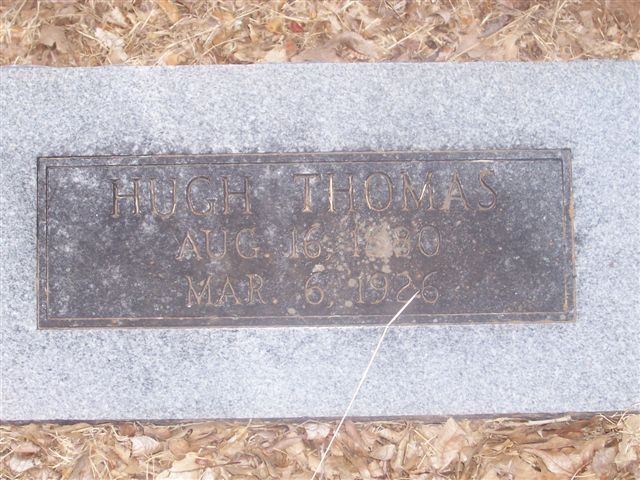 HUGH THOMAS
AUG. 16, 1880
MAR. 6, 1926